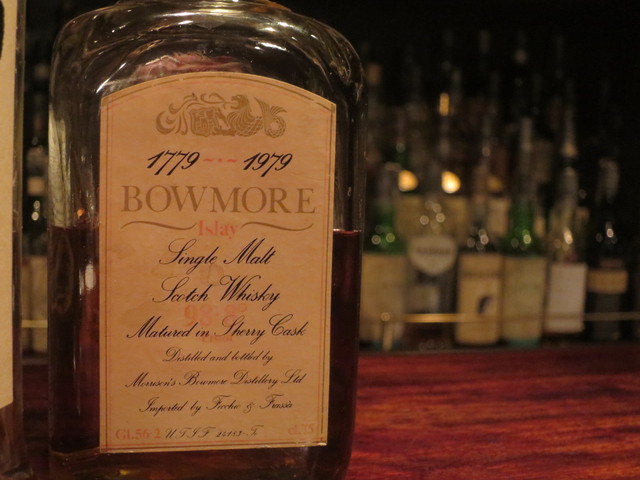 1779 ~•~ 1979
BOWMORE
Islay
Single Malt
Scotch Whisky
Matured in Sherry Cask
Distilled and bottled by
Morrison's Bowmore Distillery Ltd
Imported by Fecchio & Frassa
GL.56.2 U T I F cl.75